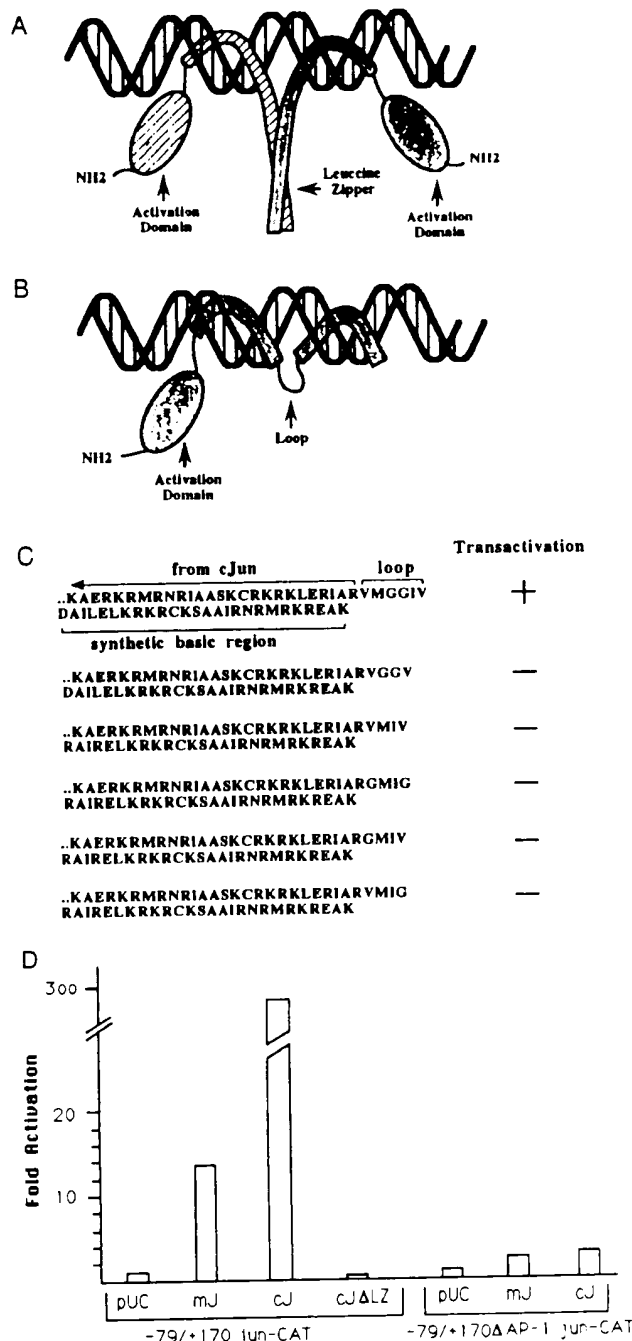 A
NH2
Activation
Domain
Leuccine
Zipper
NH2
Activation
Domain
B
NH2
Activation
Domain
Loop
C
Transactivation
from cJun
loop
..KAERKRMRNRIAASKCRKRKLERIARVMGGIV
+
DAILELKRKRCKSAAIRNRMRKREAK
synthetic basic region
..KAERKRMRNRIAASKCRKRKLERIARVGGV
—
DAILELKRKRCKSAAIRNRMRKREAK
..KAERKRMRNRIAASKCRKRKLERIARVMIV
—
RAIRELKRKRCKSAAIRNRMRKREAK
..KAERKRMRNRIAASKCRKRKLERIARGMIG
—
RAIRELKRKRCKSAAIRNRMRKREAK
..KAERKRMRNRIAASKCRKRKLERIARGMIV
—
RAIRELKRKRCKSAAIRNRMRKREAK
..KAERKRMRNRIAASKCRKRKLERIARVMIG
—
RAIRELKRKRCKSAAIRNRMRKREAK
D
Fold Activation
300
20
10
pUC mJ cJ cJΔLZ pUC mJ cJ
-79/+170 jun-CAT -79/+170ΔAP-1 jun-CAT